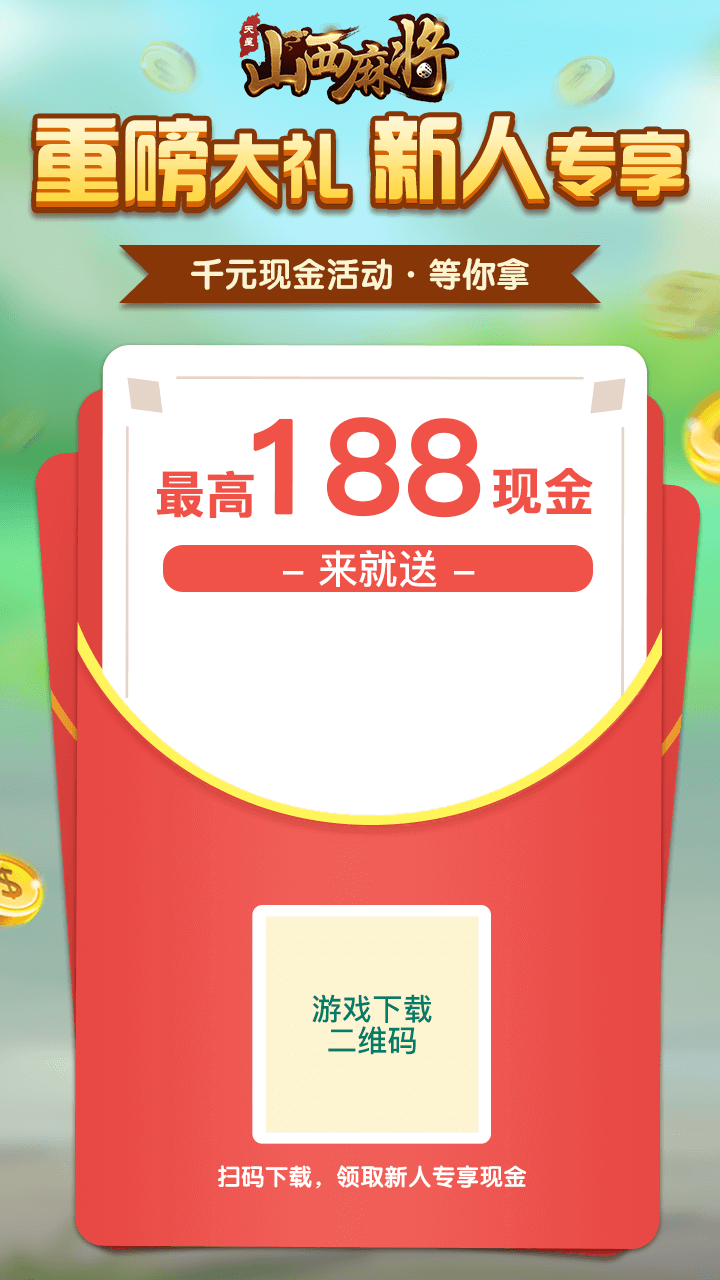 天星
山西麻将
重磅大礼 新人专享
千元现金活动·等你拿
最高188现金
– 来就送 –
游戏下载
二维码
扫码下载，领取新人专享现金